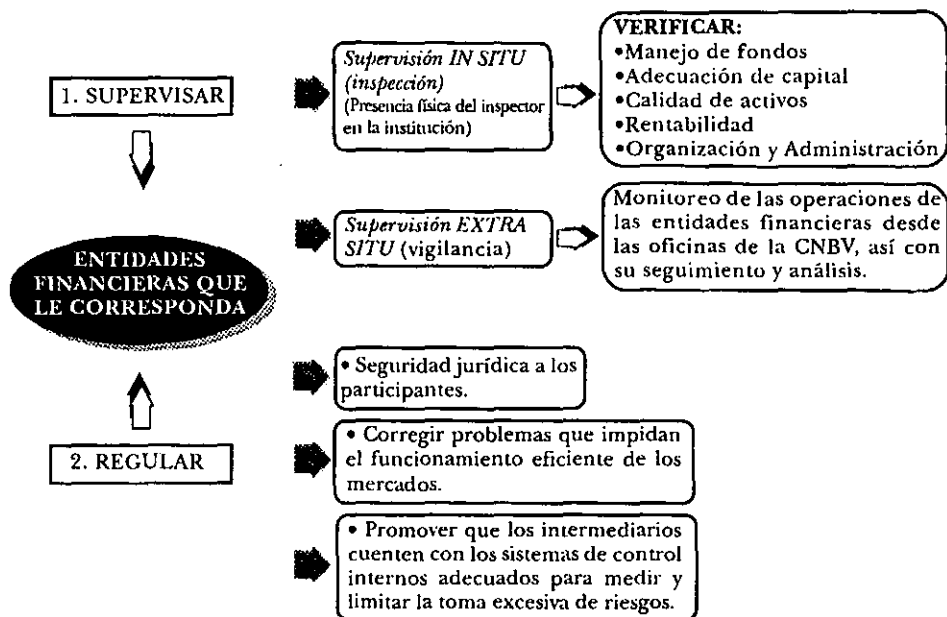 1. SUPERVISAR
Supervisión IN SITU
(inspección)
(Presencia física del inspector
en la institución)
VERIFICAR:
•Manejo de fondos
•Adecuación de capital
•Calidad de activos
•Rentabilidad
•Organización y Administración
Supervisión EXTRA
SITU (vigilancia)
Monitoreo de las operaciones de
las entidades financieras desde
las oficinas de la CNBV, así con
su seguimiento y análisis.
ENTIDADES
FINANCIERAS QUE
LE CORRESPONDA
2. REGULAR
• Seguridad jurídica a los
participantes.
• Corregir problemas que impidan
el funcionamiento eficiente de los
mercados.
• Promover que los intermediarios
cuenten con los sistemas de control
internos adecuados para medir y
limitar la toma excesiva de riesgos.